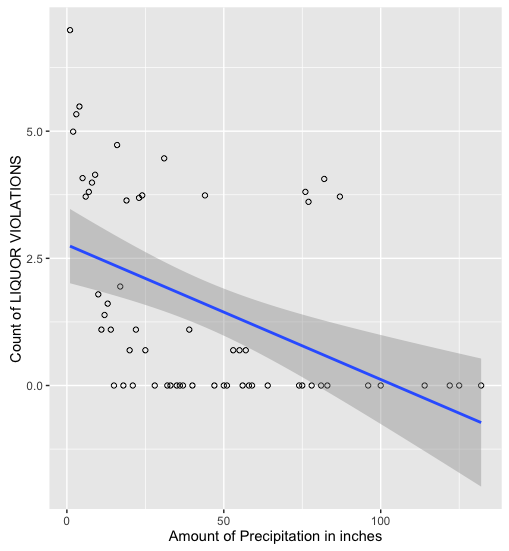 Count of LIQUOR VIOLATIONS
5.0
2.5
0.0
0 50 100
Amount of Precipitation in inches